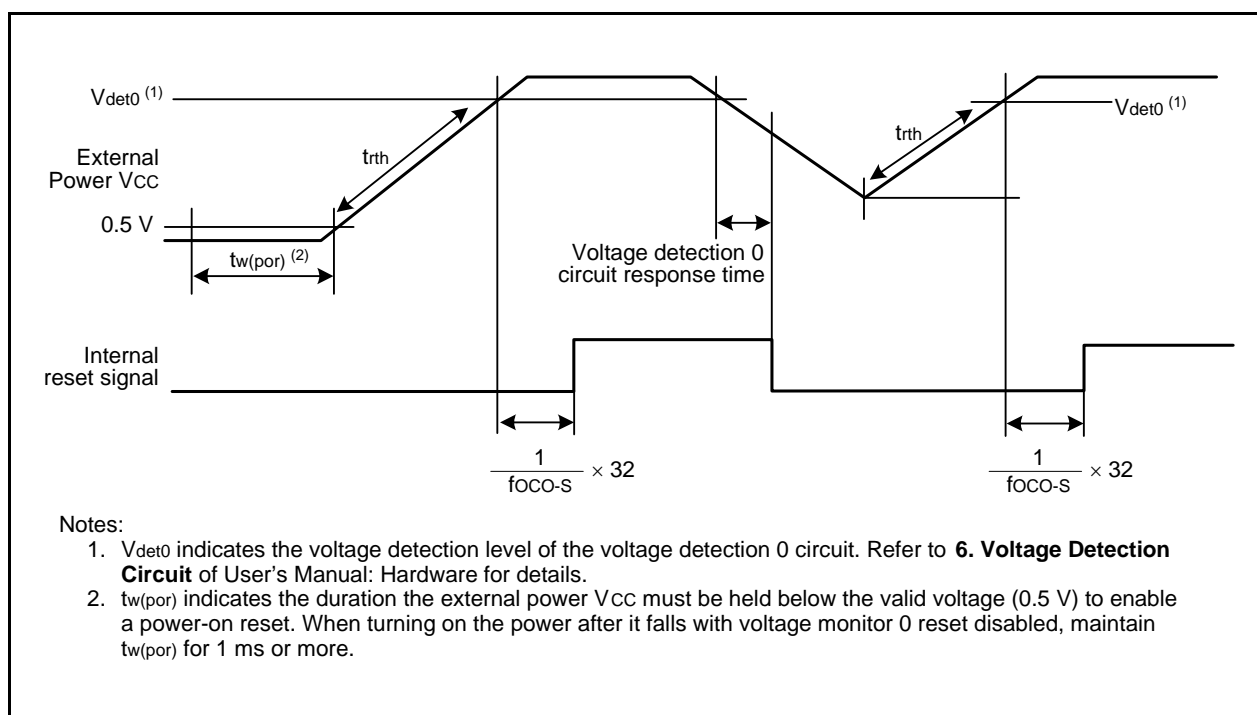 Vdet0 (1)
trth
External
Power VCC
0.5 V
tw(por) (2)
Voltage detection 0
circuit response time
trth
Vdet0 (1)
Internal
reset signal
1
fOCO-S
× 32
1
fOCO-S
× 32
Notes:
1. Vdet0 indicates the voltage detection level of the voltage detection 0 circuit. Refer to 6. Voltage Detection
Circuit of User's Manual: Hardware for details.
2. tw(por) indicates the duration the external power VCC must be held below the valid voltage (0.5 V) to enable
a power-on reset. When turning on the power after it falls with voltage monitor 0 reset disabled, maintain
tw(por) for 1 ms or more.